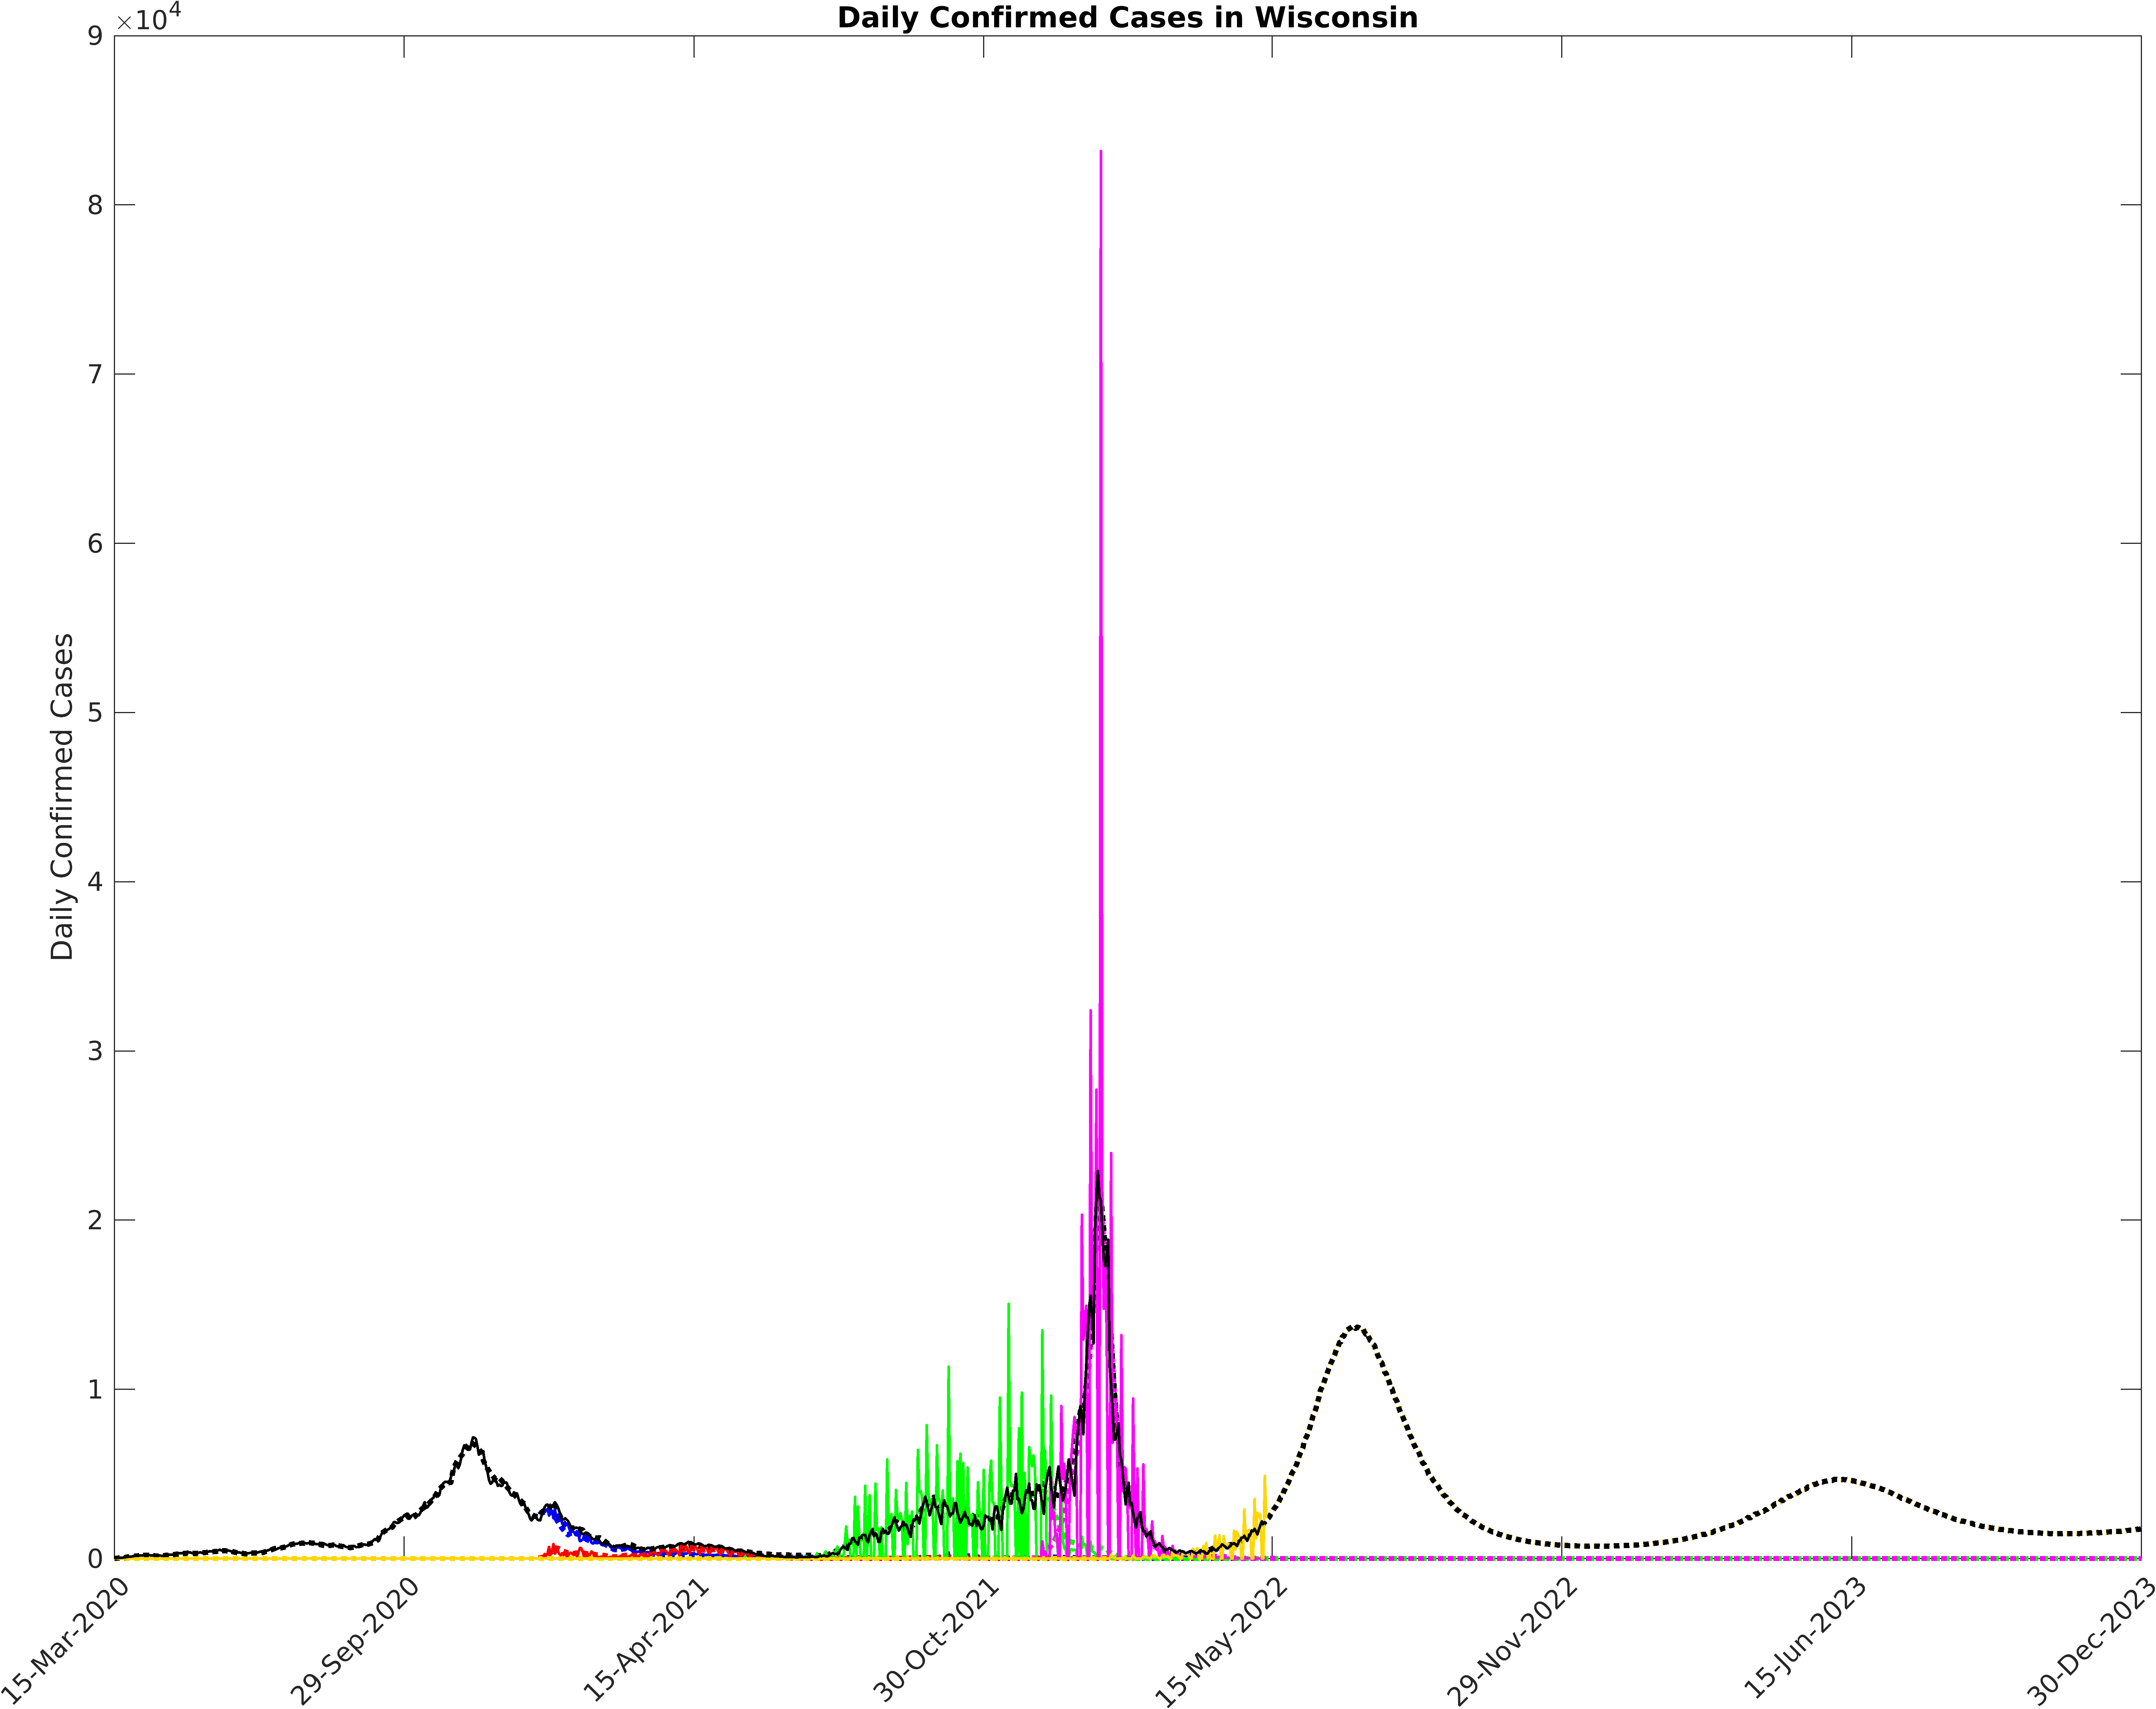 Daily Confirmed Cases in Wisconsin
×10^4
9
8
7
6
5
4
3
2
1
0
Daily Confirmed Cases
15-Mar-2020
29-Sep-2020
15-Apr-2021
30-Oct-2021
15-May-2022
29-Nov-2022
15-Jun-2023
30-Dec-2023